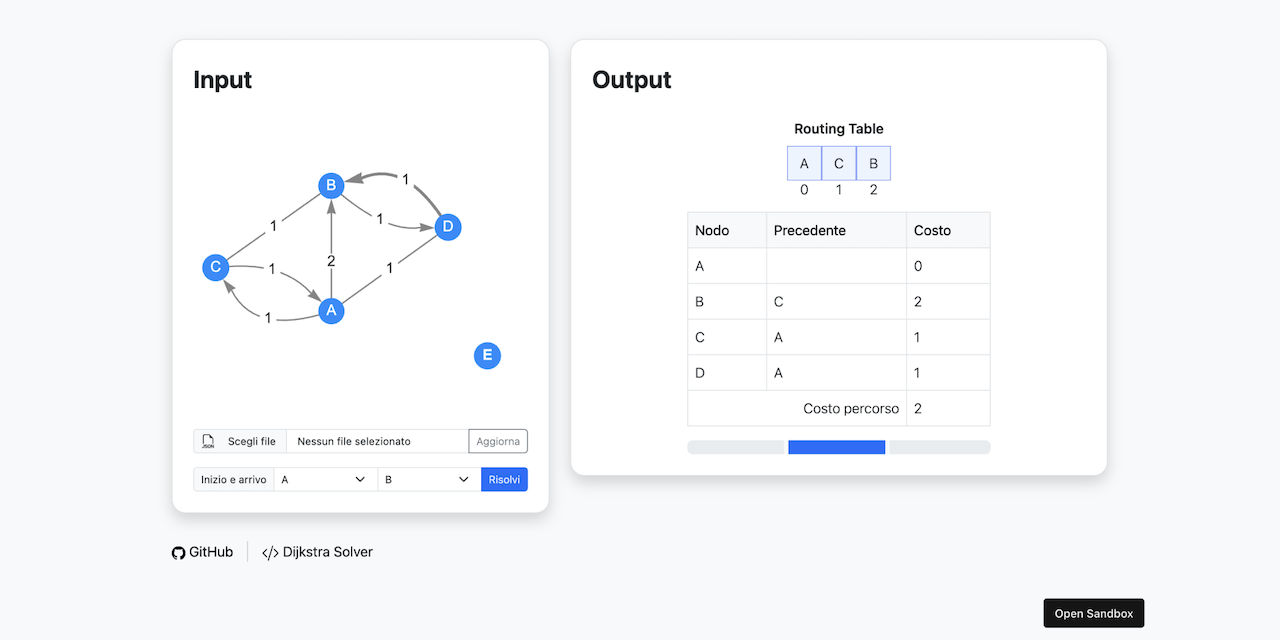 Input
B
1
D
1
1
C
1
2
1
A
1
E
Scegli file Nessun file selezionato Aggiorna
Inizio e arrivo A B Risolvi
Output
Routing Table
A C B
0 1 2
Nodo Precedente Costo
A 0
B C 2
C A 1
D A 1
Costo percorso 2
GitHub Dijkstra Solver
Open Sandbox